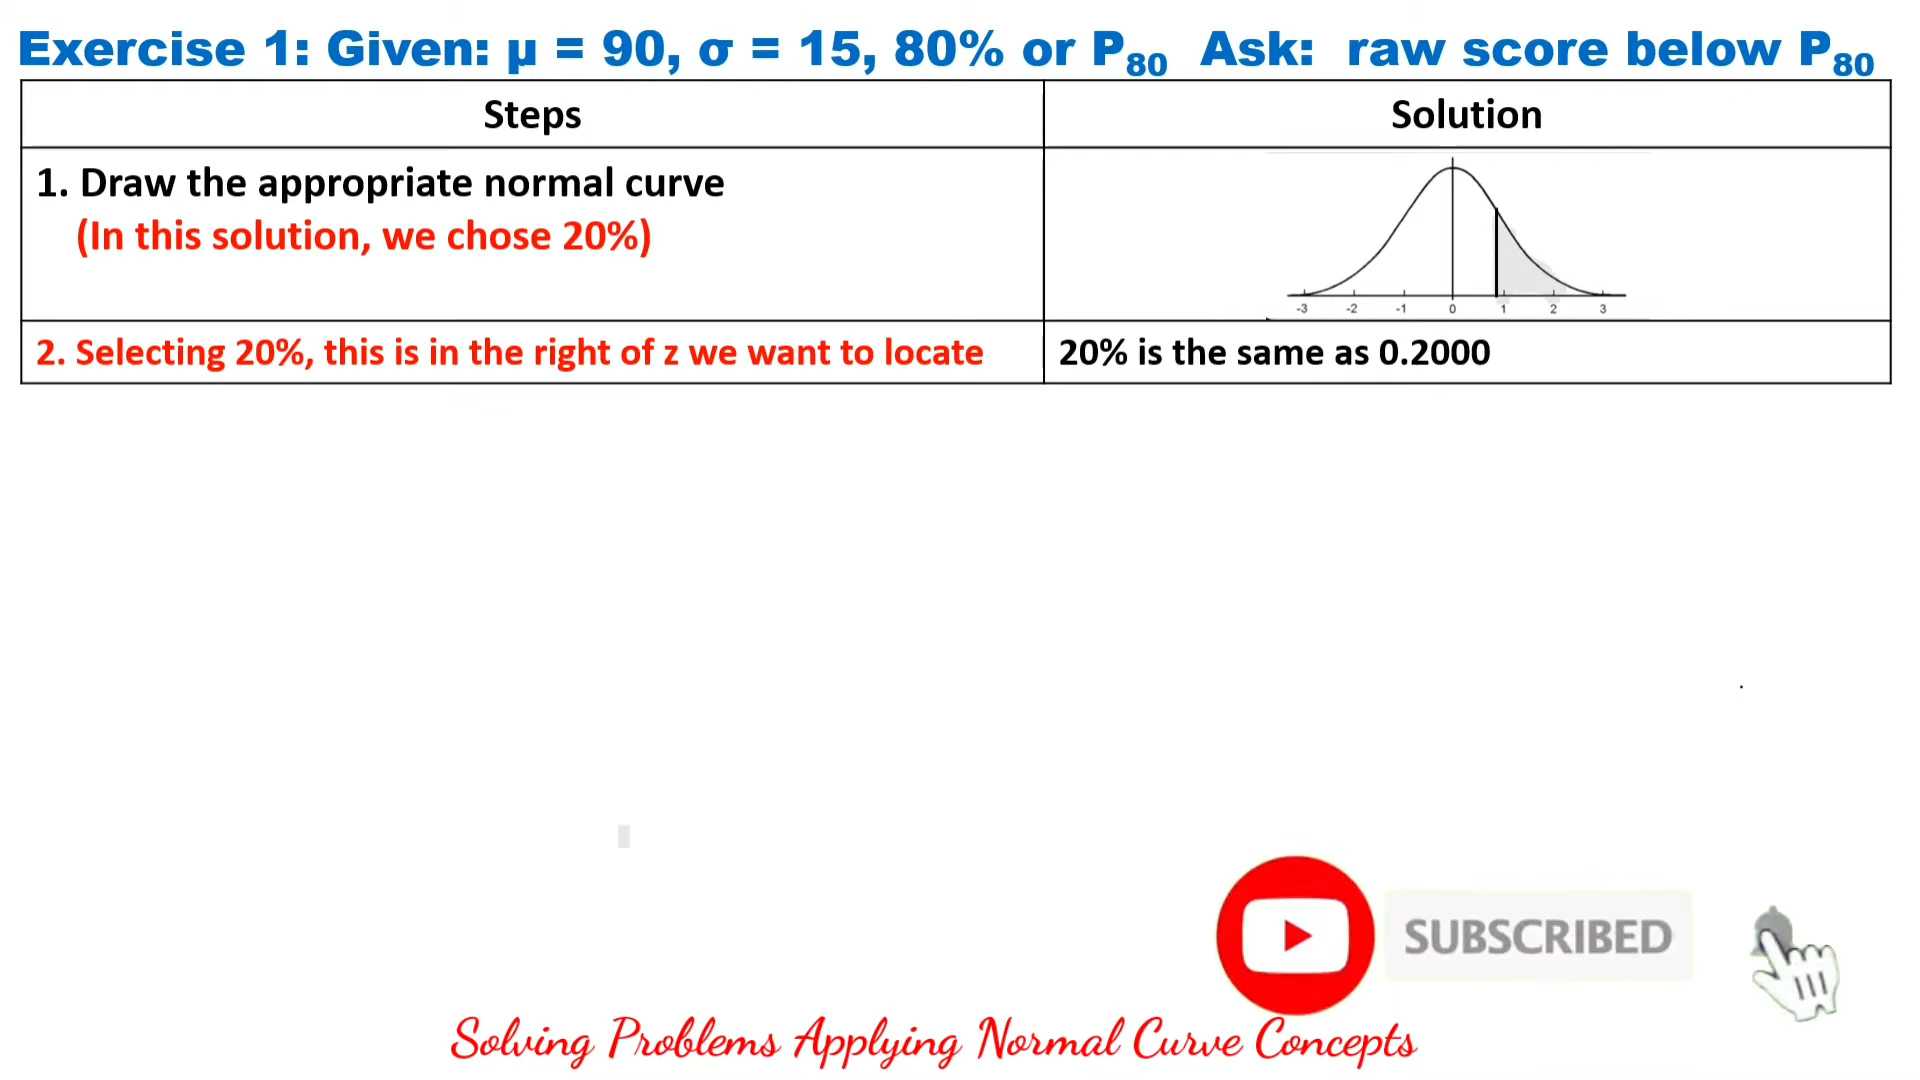 Exercise 1: Given: μ = 90, σ = 15, 80% or P₈₀ Ask: raw score below P₈₀
Steps
Solution
1. Draw the appropriate normal curve
(In this solution, we chose 20%)
-3 -2 -1 0 1 2 3
2. Selecting 20%, this is in the right of z we want to locate
20% is the same as 0.2000
SUBSCRIBED
Solving Problems Applying Normal Curve Concepts